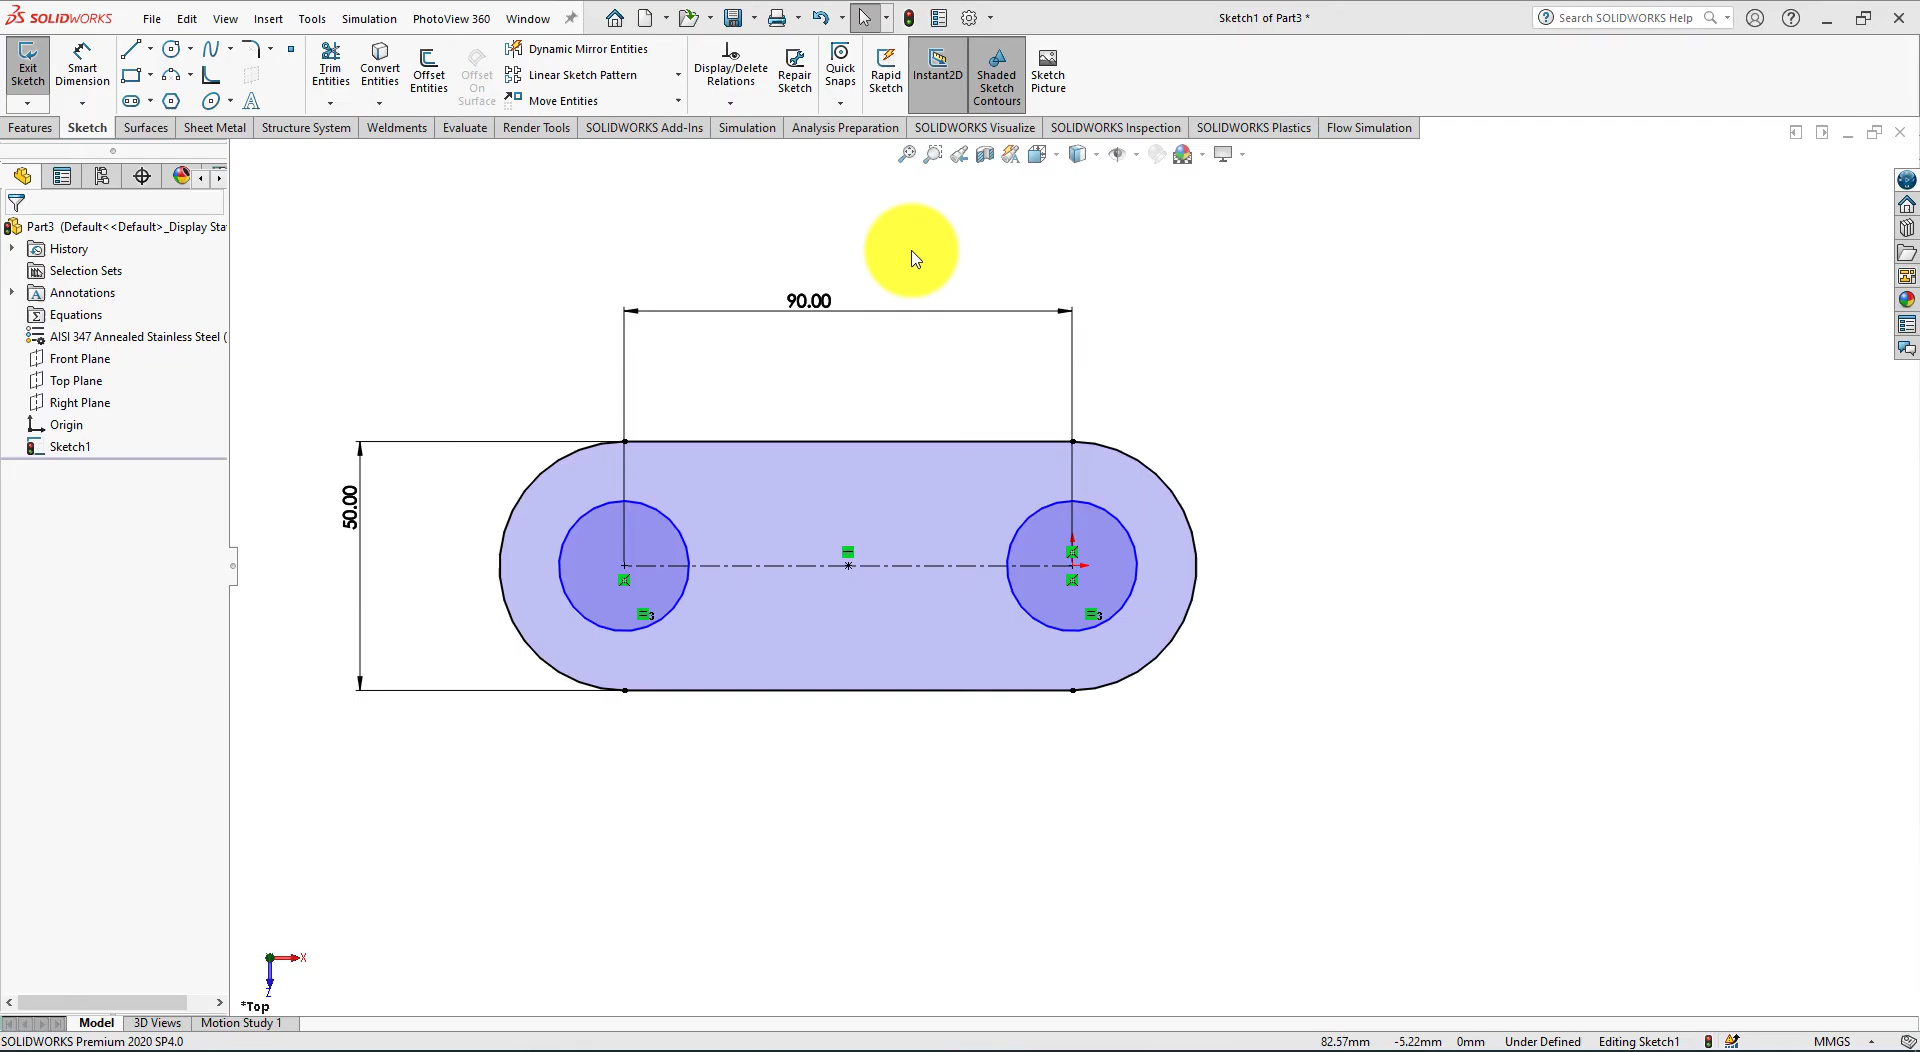 SOLIDWORKS File Edit View Insert Tools Simulation PhotoView 360 Window Sketch1 of Part3 * Search SOLIDWORKS Help
Exit Sketch
Smart Dimension
Trim Entities
Convert Entities
Offset Entities
Offset On Surface
Dynamic Mirror Entities
Linear Sketch Pattern
Move Entities
Display/Delete Relations
Repair Sketch
Quick Snaps
Rapid Sketch
Instant2D
Shaded Sketch Contours
Sketch Picture
Features Sketch Surfaces Sheet Metal Structure System Weldments Evaluate Render Tools SOLIDWORKS Add-Ins Simulation Analysis Preparation SOLIDWORKS Visualize SOLIDWORKS Inspection SOLIDWORKS Plastics Flow Simulation
Part3 (Default<<Default>_Display Sta
History
Selection Sets
Annotations
Equations
AISI 347 Annealed Stainless Steel (
Front Plane
Top Plane
Right Plane
Origin
Sketch1
90.00
50.00
3
3
X
Z
*Top
Model 3D Views Motion Study 1
SOLIDWORKS Premium 2020 SP4.0 82.57mm -5.22mm 0mm Under Defined Editing Sketch1 MMGS